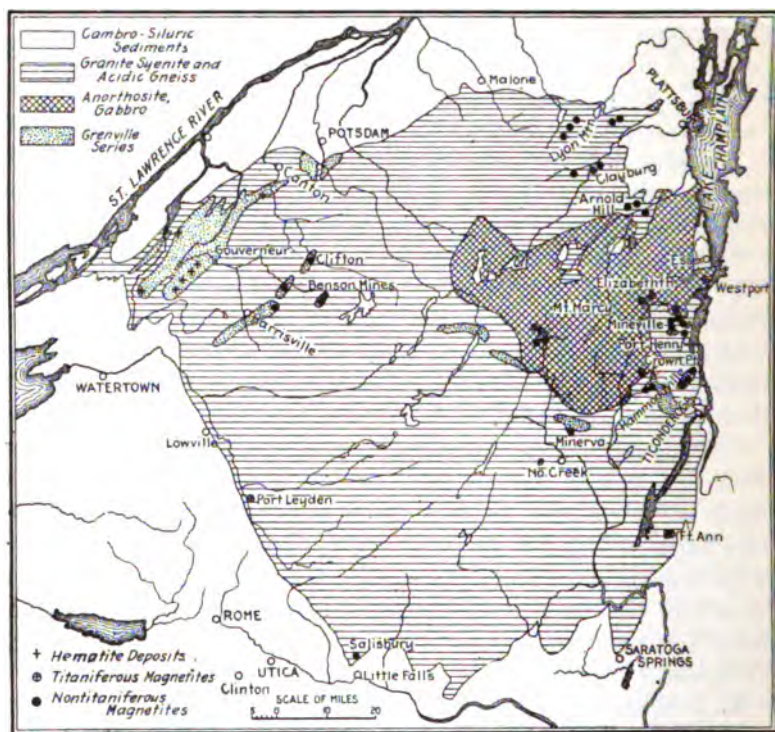 Cambro-Siluric
Sediments
Granite Syenite and
Acidic Gneiss
Anorthosite,
Gabbro
Grenville
Series
ST. LAWRENCE RIVER
Malone
PLATTSBU
LAKE CHAMPLAIN
POTSDAM
Lyon Mt.
Canton
Clayburg
Arnold
Hill
Gouverneur
Clifton
Benson Mines
Essex
Elizabetht'n
Westport
Mt. Marcy
Mineville
Port Henry
Harrisville
Crown Pt.
WATERTOWN
Hammondville
TICONDEROGA
Lowville
Minerva
No. Creek
Port Leyden
Ft. Ann
ROME
Salisbury
SARATOGA
SPRINGS
UTICA
Little Falls
Clinton
Hematite Deposits
Titaniferous Magnetites
Nontitaniferous
Magnetites
SCALE OF MILES
5 0 10 20